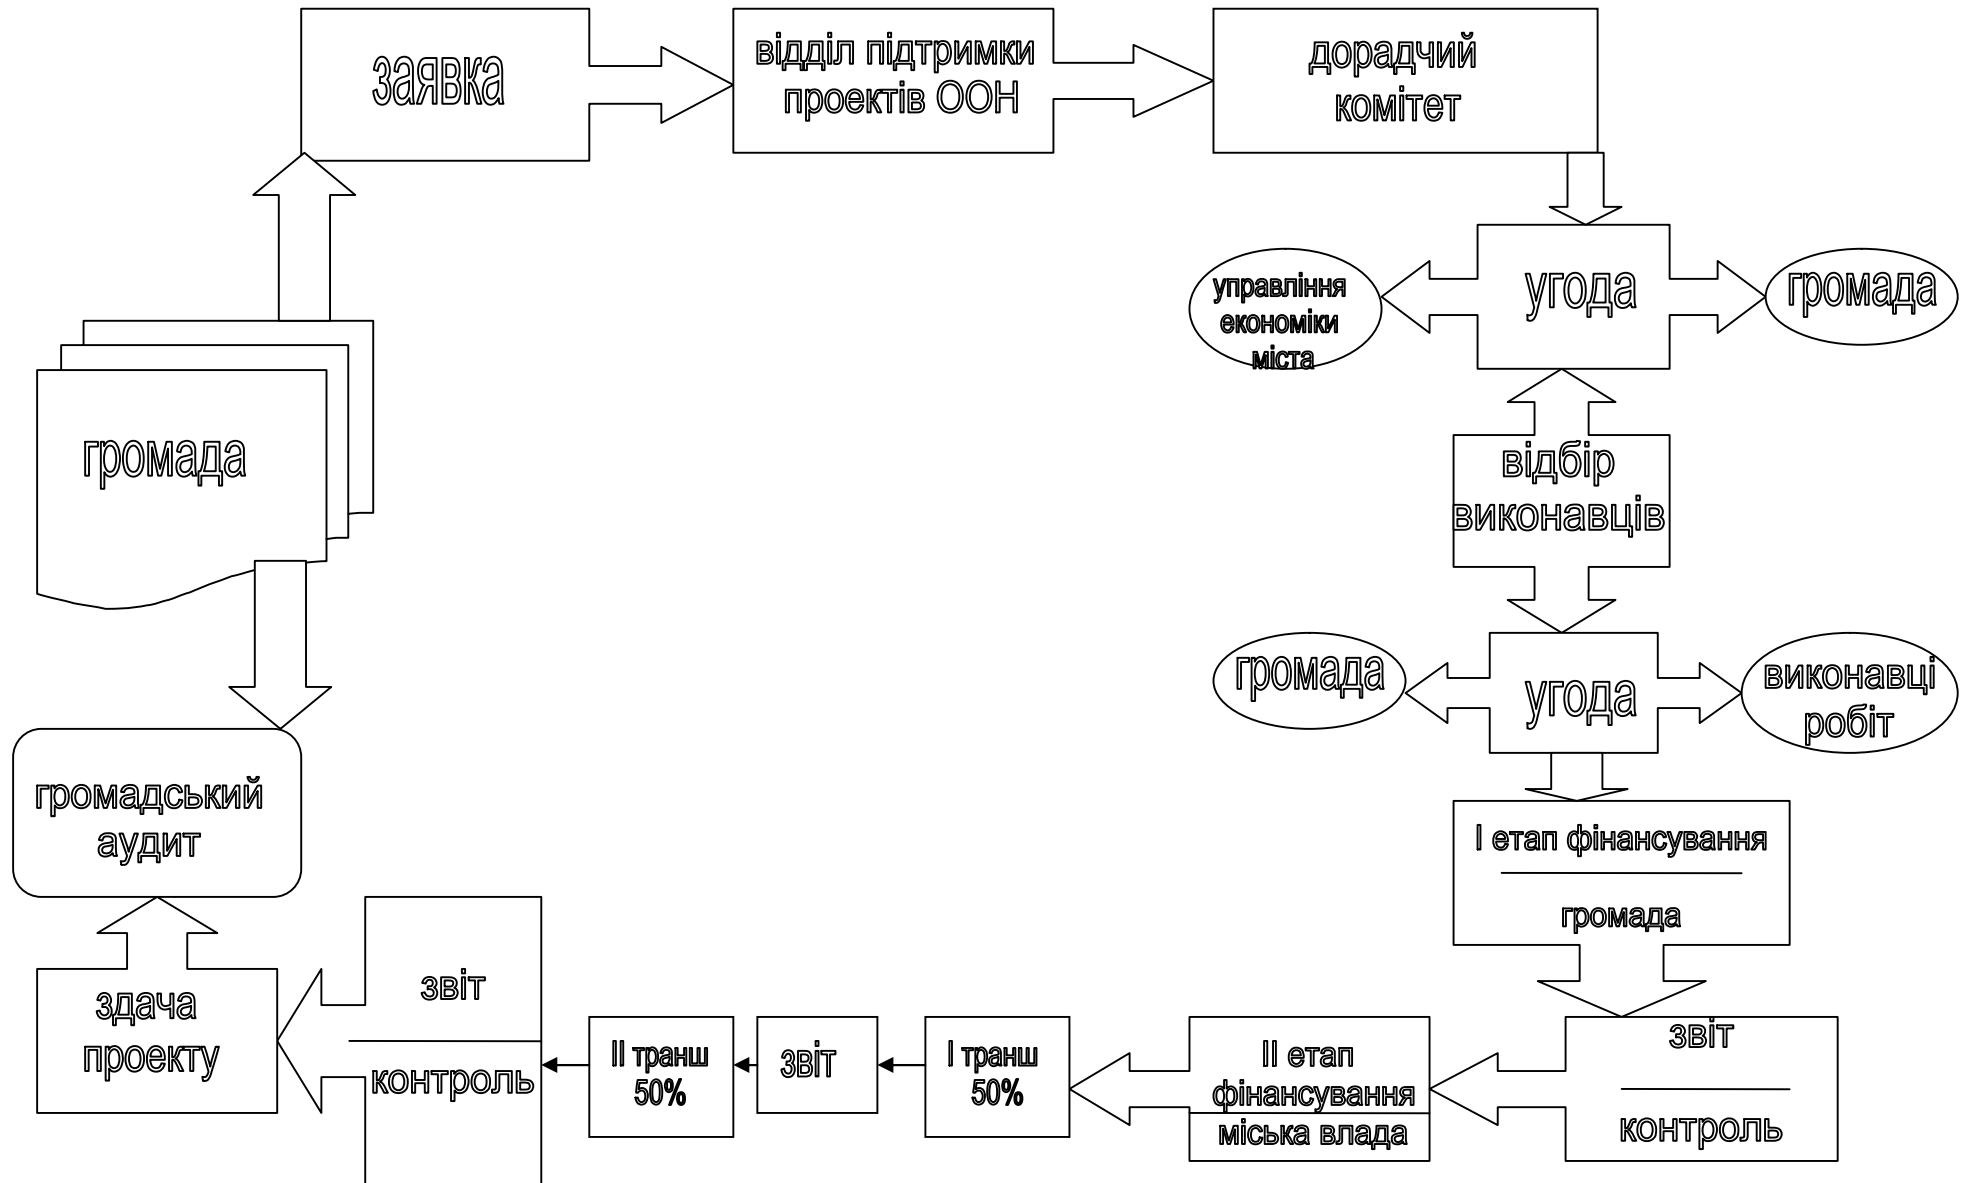 заявка
відділ підтримки
проектів ООН
дорадчий
комітет
управління
економіки
міста
угода
громада
громада
відбір
виконавців
громада
угода
виконавці
робіт
громадський
аудит
І етап фінансування
громада
здача
проекту
звіт
контроль
ІІ транш
50%
звіт
І транш
50%
ІІ етап
фінансування
міська влада
звіт
контроль